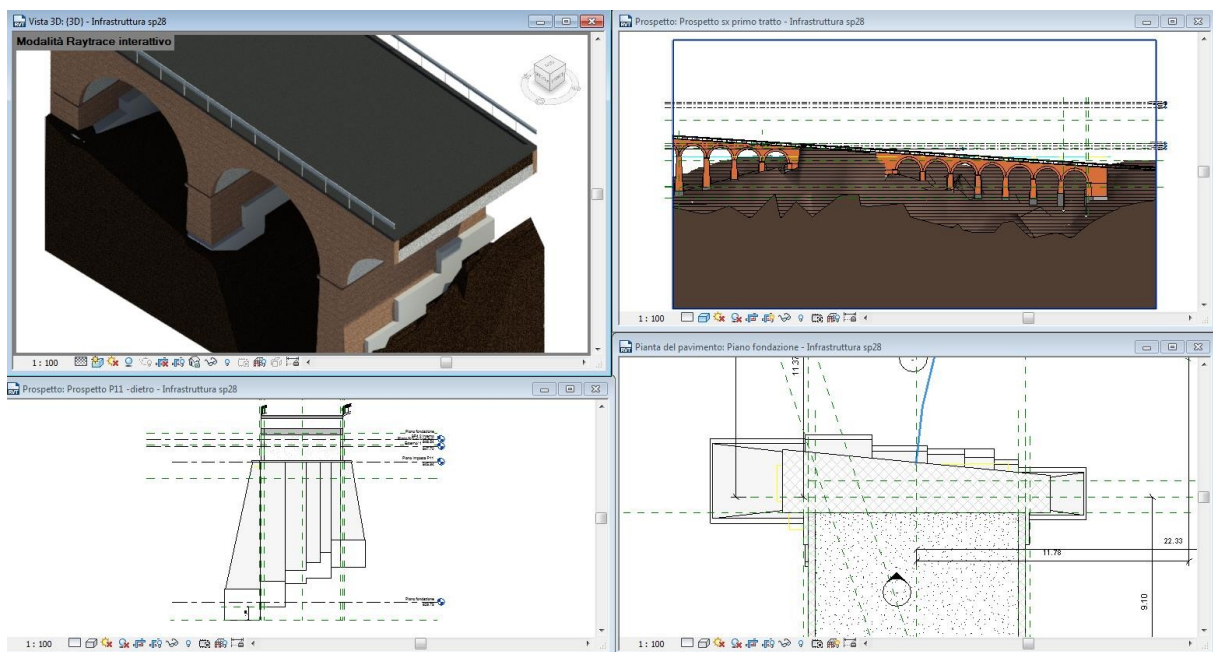 Vista 3D: {3D} - Infrastruttura sp28
Modalità Raytrace interattivo
1 : 100
Prospetto: Prospetto sx primo tratto - Infrastruttura sp28
1 : 100
Prospetto: Prospetto P11 -dietro - Infrastruttura sp28
Piano fondazione
Piano imposta P11
Piano fondazione
1 : 100
Pianta del pavimento: Piano fondazione - Infrastruttura sp28
11.37
22.33
11.78
9.10
1 : 100